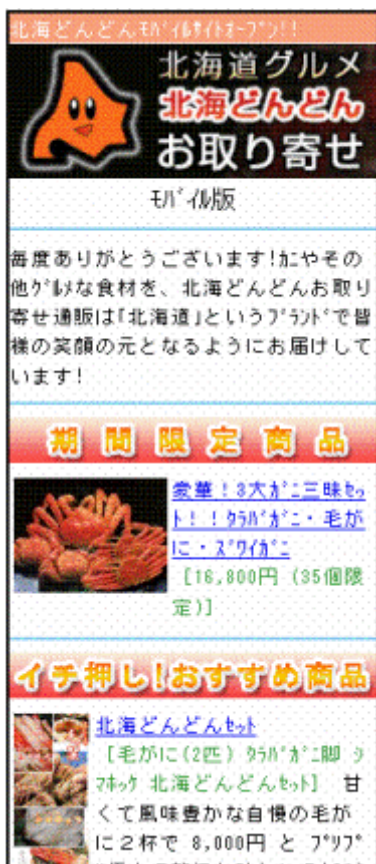 北海どんどんﾓﾊﾞｲﾙｻｲﾄｵｰﾌﾟﾝ!!
北海道グルメ
北海どんどん
お取り寄せ
ﾓﾊﾞｲﾙ版
毎度ありがとうございます!ｶﾆやその
他ｸﾞﾙﾒな食材を、北海どんどんお取り
寄せ通販は｢北海道｣というﾌﾞﾗﾝﾄﾞで皆
様の笑顔の元となるようにお届けして
います!
期間限定商品
豪華！3大ｶﾞﾆ三昧ｾｯ
ﾄ！！ﾀﾗﾊﾞｶﾞﾆ・毛が
に・ｽﾞﾜｲｶﾞﾆ
[16,800円 (35個限
定)]
イチ押し!おすすめ商品
北海どんどんｾｯﾄ
[毛がに(2匹) ﾀﾗﾊﾞｶﾞﾆ脚 ｼ
ﾏﾎｯｹ 北海どんどんｾｯﾄ] 甘
くて風味豊かな自慢の毛が
に２杯で 8,000円 と ﾌﾟﾘﾌﾟ